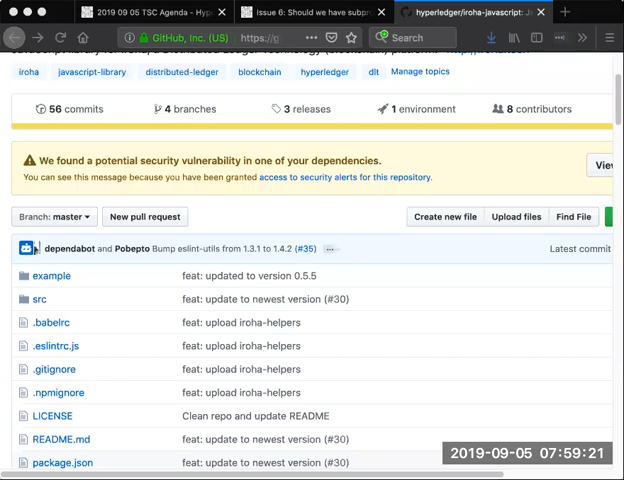 2019 09 05 TSC Agenda - Hype
Issue 6: Should we have subpro
hyperledger/iroha-javascript: Ja
GitHub, Inc. (US)
https://g
Search
iroha javascript-library distributed-ledger blockchain hyperledger dlt Manage topics
56 commits 4 branches 3 releases 1 environment 8 contributors
We found a potential security vulnerability in one of your dependencies.
You can see this message because you have been granted access to security alerts for this repository.
View
Branch: master New pull request Create new file Upload files Find File
dependabot and Pobepto Bump eslint-utils from 1.3.1 to 1.4.2 (#35) Latest commit
example feat: updated to version 0.5.5
src feat: update to newest version (#30)
.babelrc feat: upload iroha-helpers
.eslintrc.js feat: upload iroha-helpers
.gitignore feat: upload iroha-helpers
.npmignore feat: upload iroha-helpers
LICENSE Clean repo and update README
README.md feat: update to newest version (#30)
package.json feat: update to newest version (#30)
2019-09-05 07:59:21